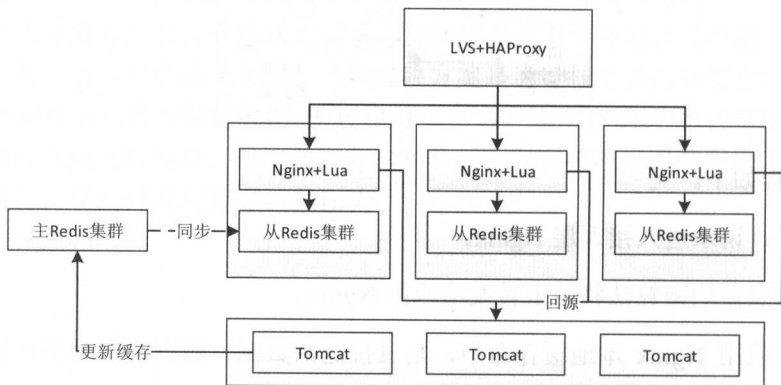 LVS+HAProxy
Nginx+Lua
Nginx+Lua
Nginx+Lua
主Redis集群
同步
从Redis集群
从Redis集群
从Redis集群
回源
更新缓存
Tomcat
Tomcat
Tomcat